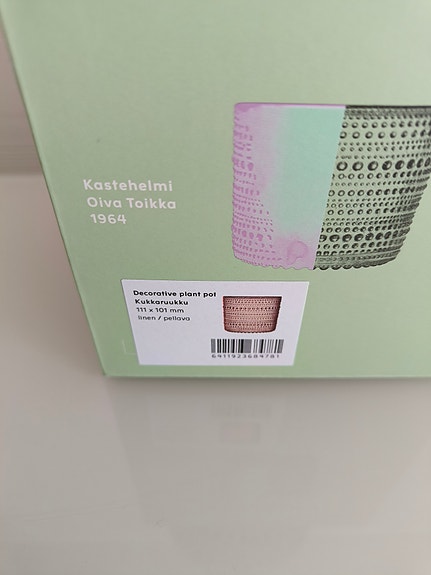 Kastehelmi
Oiva Toikka
1964
Decorative plant pot
Kukkaruukku
111 x 101 mm
linen / pellava
6411923684781